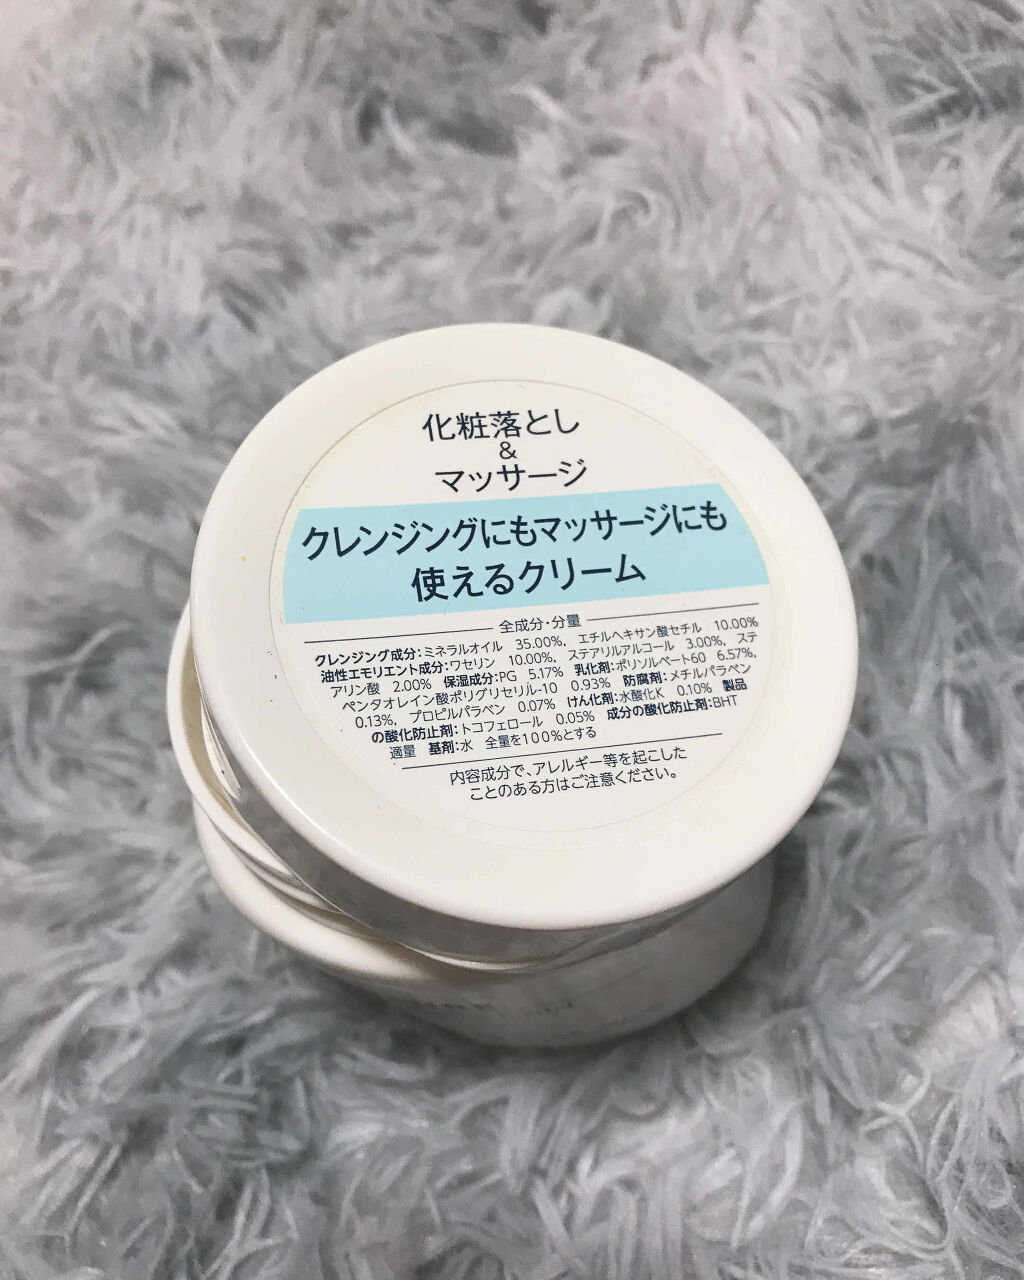 化粧落とし
&
マッサージ
クレンジングにもマッサージにも
使えるクリーム
全成分・分量
クレンジング成分:ミネラルオイル 35.00%, エチルヘキサン酸セチル 10.00%
油性エモリエント成分:ワセリン 10.00%, ステアリルアルコール 3.00%, ステ
アリン酸 2.00% 保湿成分:PG 5.17% 乳化剤:ポリソルベート60 6.57%,
ペンタオレイン酸ポリグリセリル-10 0.93% 防腐剤:メチルパラベン
0.13%, プロピルパラベン 0.07% けん化剤:水酸化K 0.10% 製品
の酸化防止剤:トコフェロール 0.05% 成分の酸化防止剤:BHT
適量 基剤:水 全量を100%とする
内容成分で、アレルギー等を起こした
ことのある方はご注意ください。